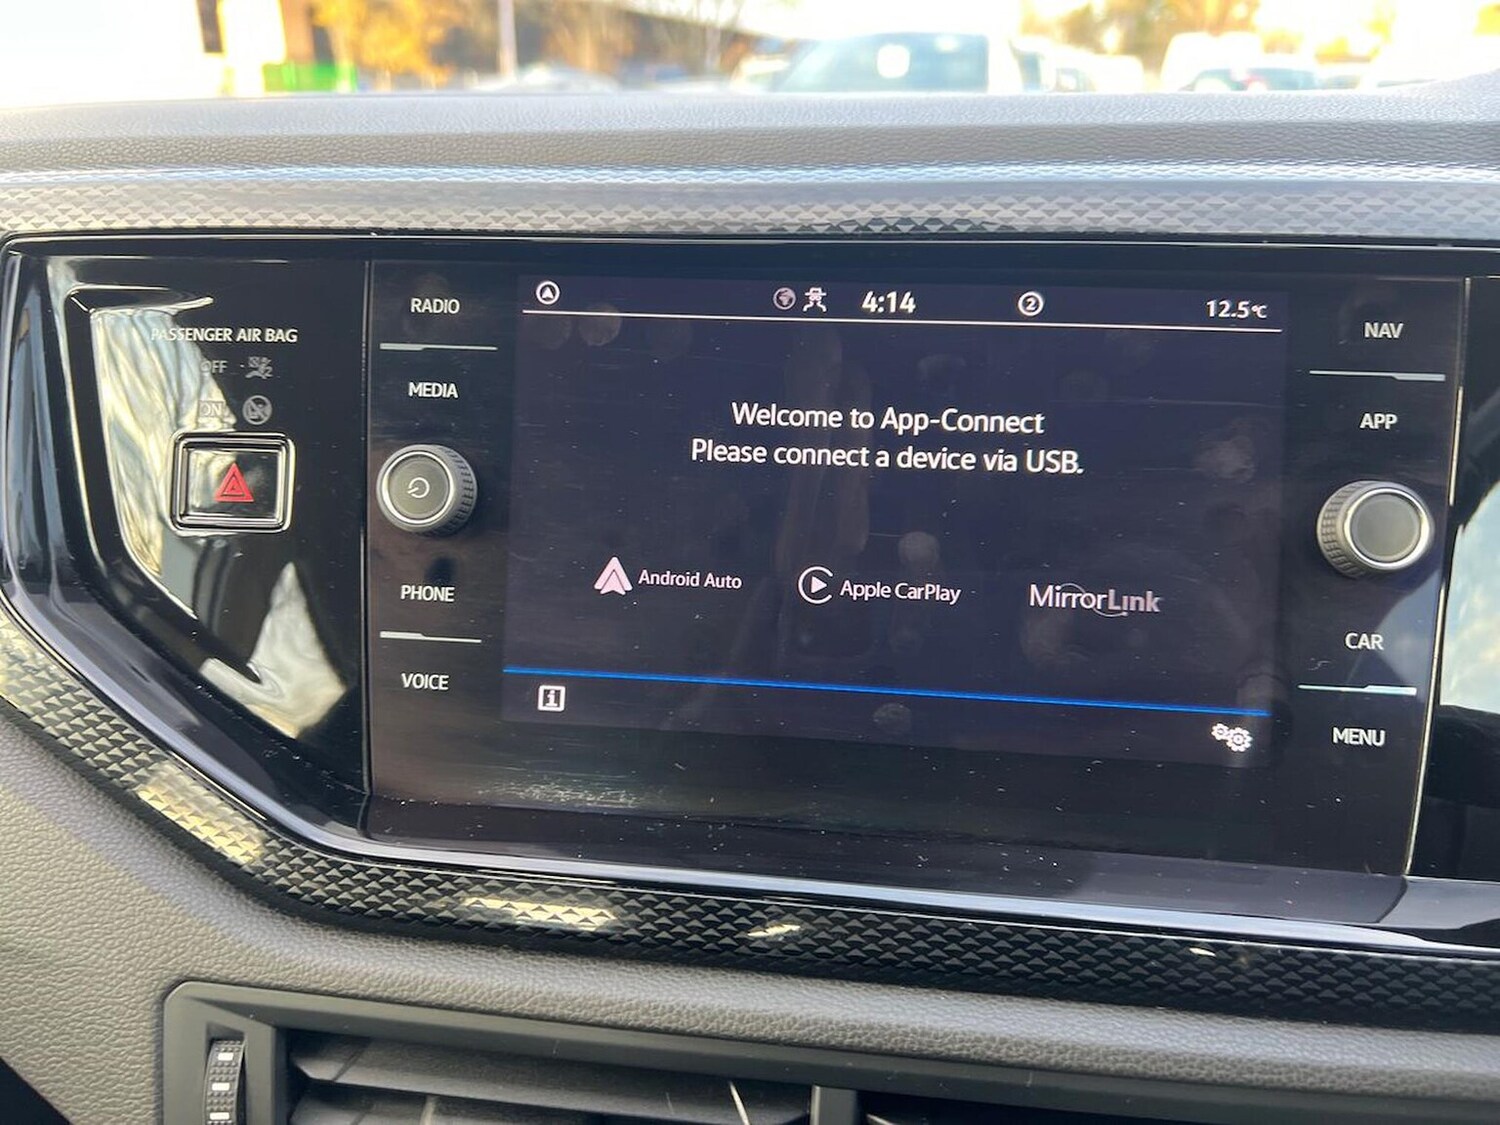 PASSENGER AIR BAG
OFF
ON
RADIO
MEDIA
PHONE
VOICE
4:14
2
12.5°C
Welcome to App-Connect
Please connect a device via USB.
Android Auto
Apple CarPlay
MirrorLink
i
NAV
APP
CAR
MENU